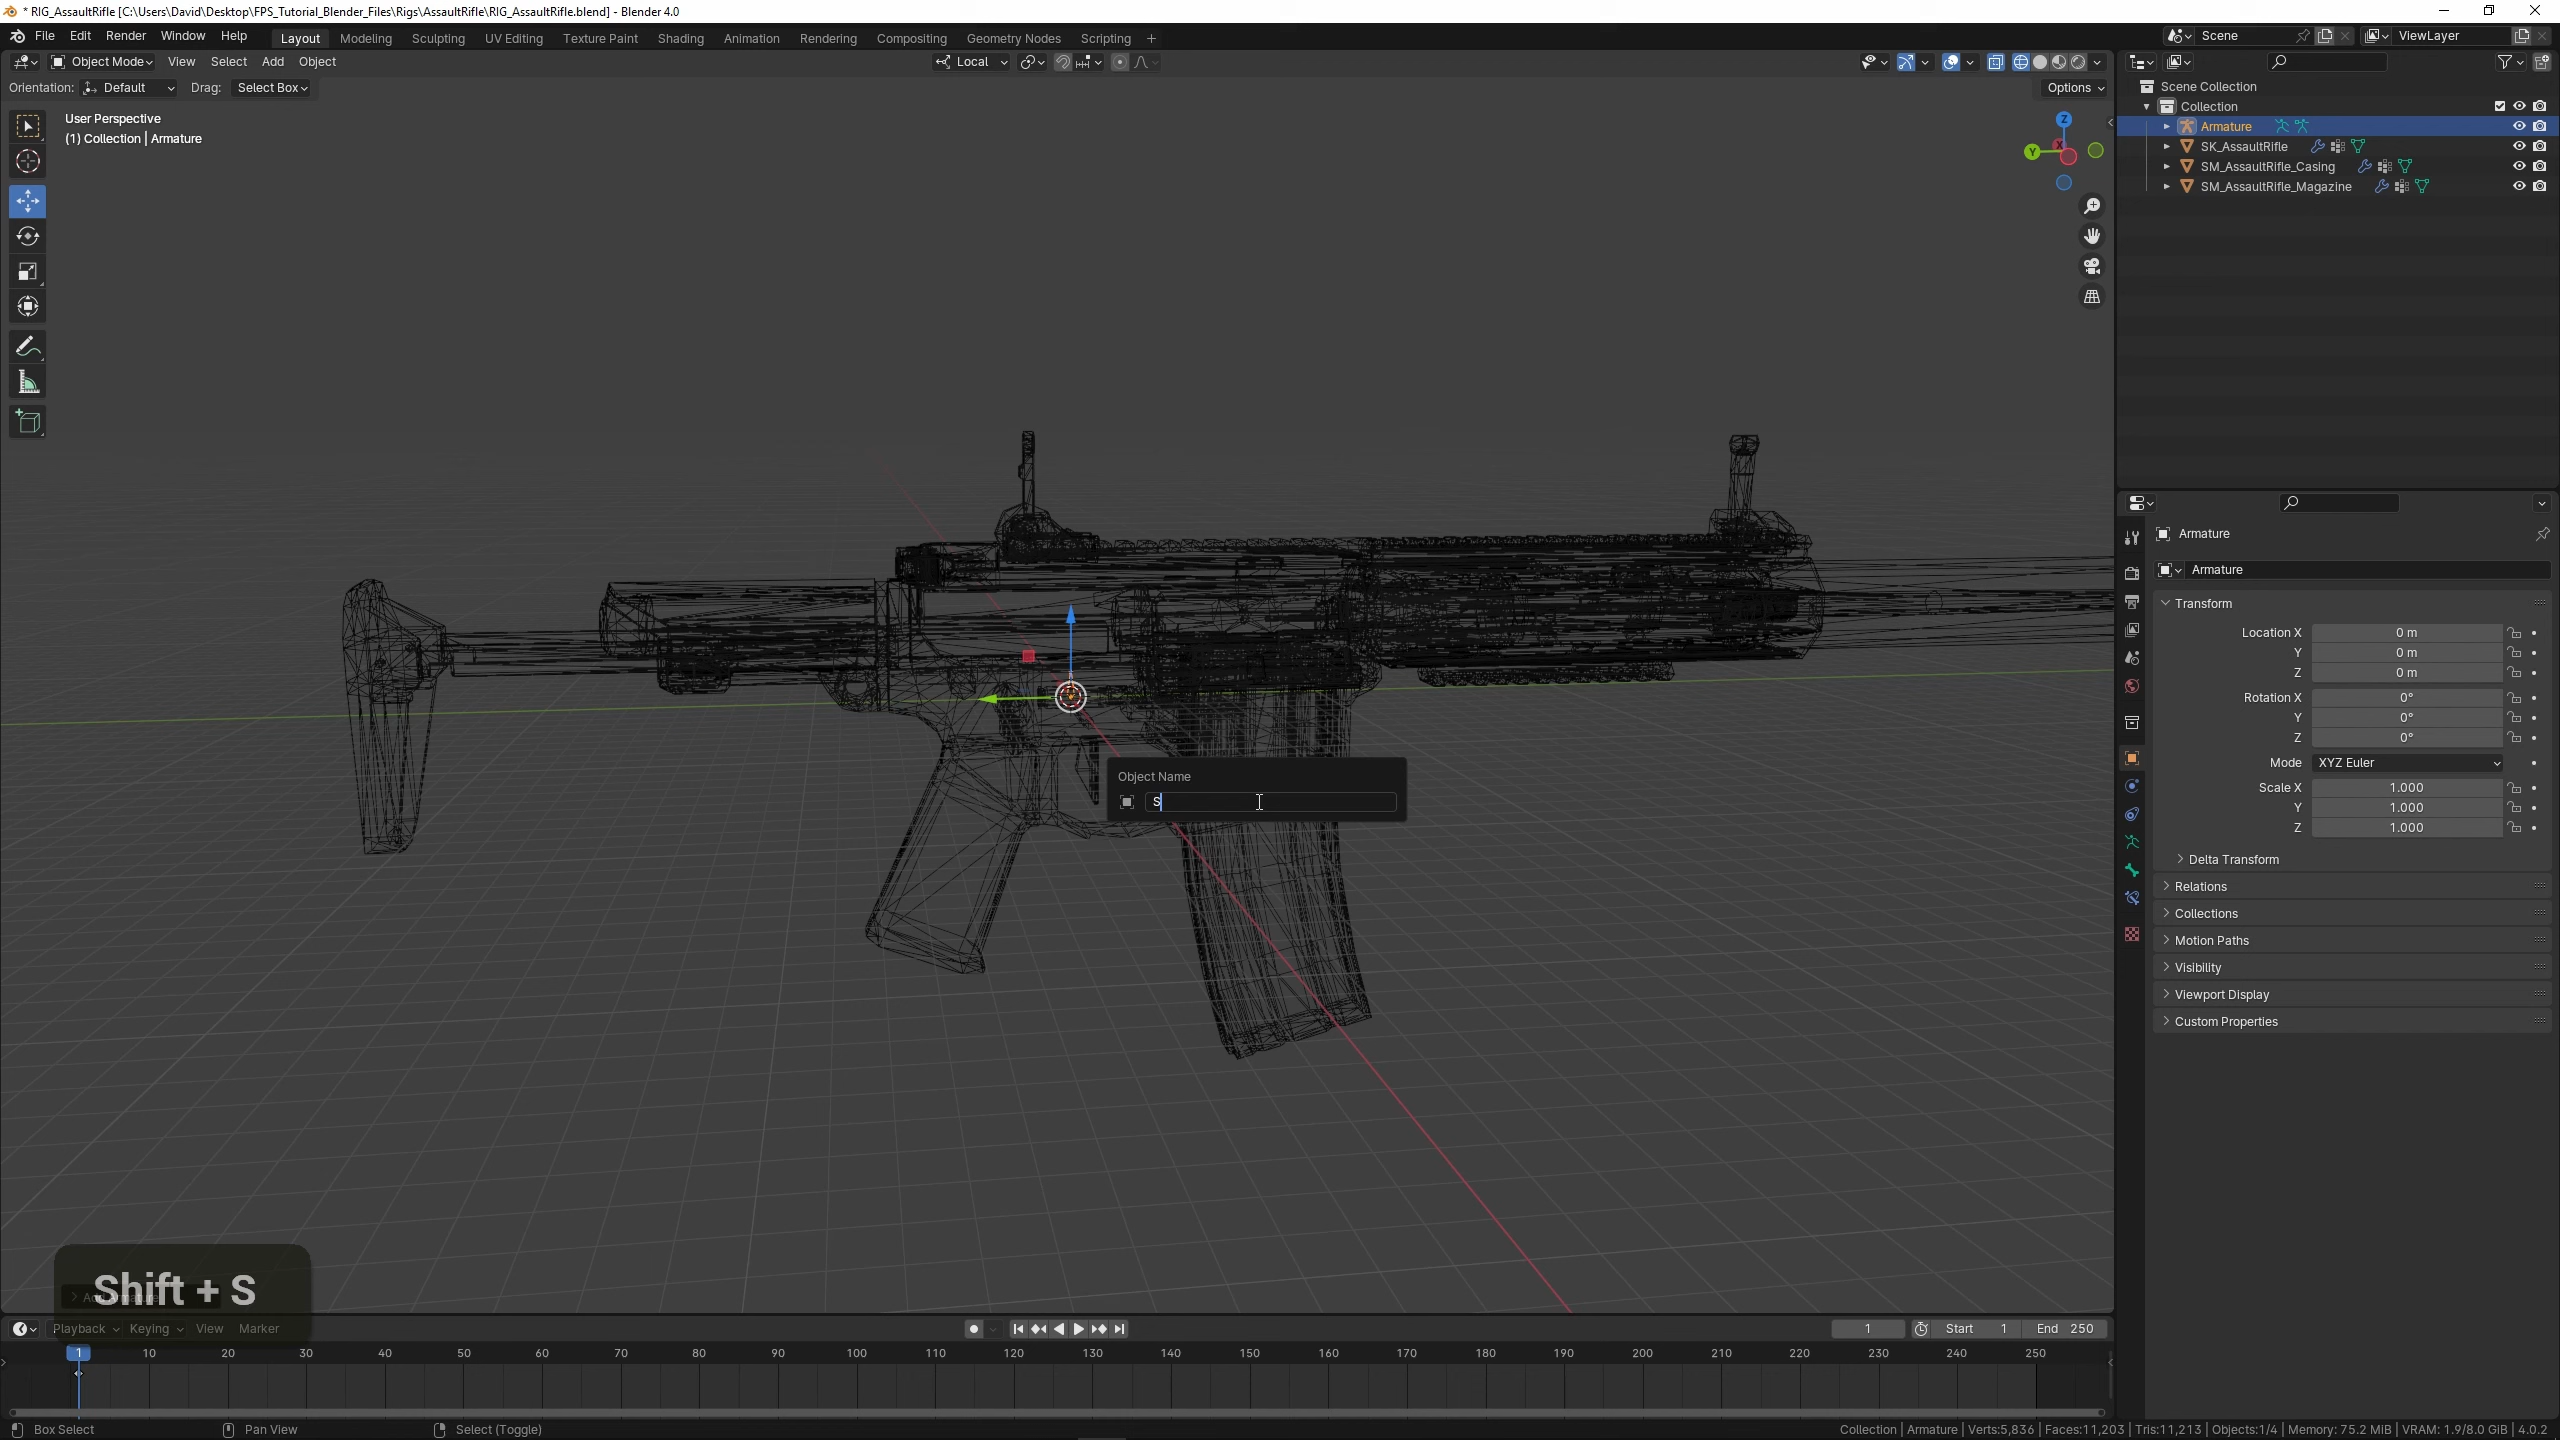 * RIG_AssaultRifle [C:\Users\David\Desktop\FPS_Tutorial_Blender_Files\Rigs\AssaultRifle\RIG_AssaultRifle.blend] - Blender 4.0
File Edit Render Window Help Layout Modeling Sculpting UV Editing Texture Paint Shading Animation Rendering Compositing Geometry Nodes Scripting + Scene ViewLayer
Object Mode View Select Add Object Local
Orientation: Default Drag: Select Box Options
User Perspective
(1) Collection | Armature
Z
X
Y
Scene Collection
Collection
Armature
SK_AssaultRifle
SM_AssaultRifle_Casing
SM_AssaultRifle_Magazine
Armature
Armature
Transform
Location X 0 m
Y 0 m
Z 0 m
Rotation X 0°
Y 0°
Z 0°
Mode XYZ Euler
Scale X 1.000
Y 1.000
Z 1.000
Delta Transform
Relations
Collections
Motion Paths
Visibility
Viewport Display
Custom Properties
Object Name
S
Shift + S
Playback Keying View Marker 1 Start 1 End 250
1 10 20 30 40 50 60 70 80 90 100 110 120 130 140 150 160 170 180 190 200 210 220 230 240 250
Box Select Pan View Select (Toggle) Collection | Armature | Verts:5,836 | Faces:11,203 | Tris:11,213 | Objects:1/4 | Memory: 75.2 MiB | VRAM: 1.9/8.0 GiB | 4.0.2